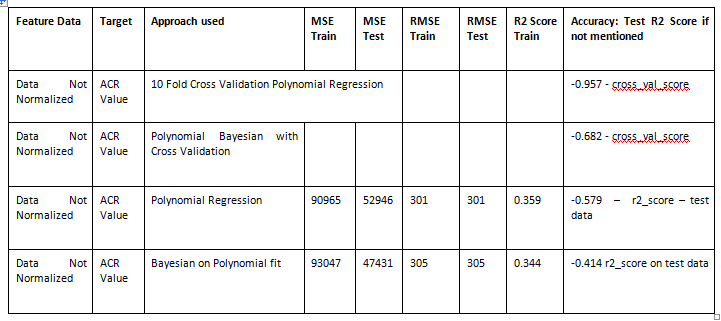 Feature Data Target Approach used MSE Train MSE Test RMSE Train RMSE Test R2 Score Train Accuracy: Test R2 Score if not mentioned
Data Not Normalized ACR Value 10 Fold Cross Validation Polynomial Regression -0.957 - cross_val_score
Data Not Normalized ACR Value Polynomial Bayesian with Cross Validation -0.682 - cross_val_score
Data Not Normalized ACR Value Polynomial Regression 90965 52946 301 301 0.359 -0.579 – r2_score – test data
Data Not Normalized ACR Value Bayesian on Polynomial fit 93047 47431 305 305 0.344 -0.414 r2_score on test data